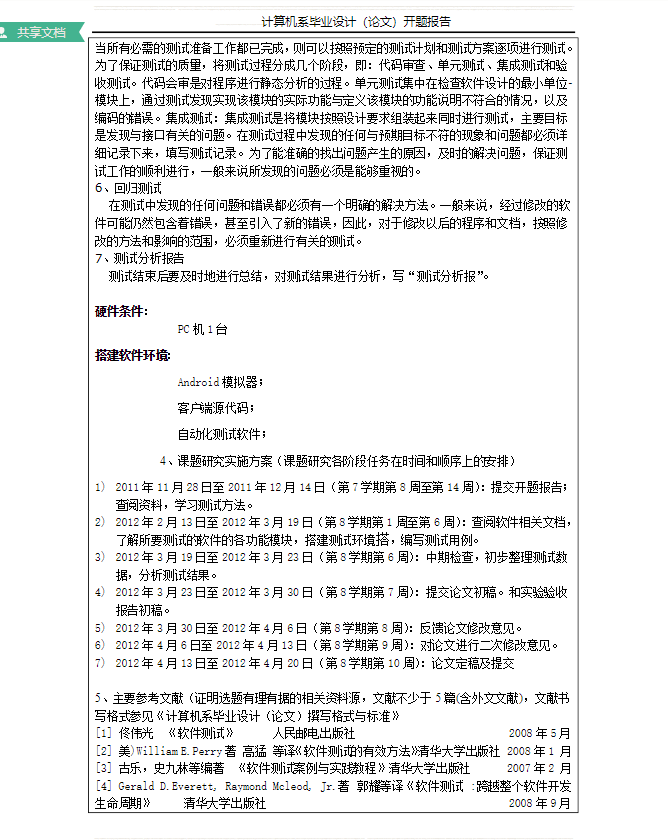 共享文档
计算机系毕业设计（论文）开题报告
当所有必需的测试准备工作都已完成，则可以按照预定的测试计划和测试方案逐项进行测试。
为了保证测试的质量，将测试过程分成几个阶段，即：代码审查、单元测试、集成测试和验
收测试。代码会审是对程序进行静态分析的过程。单元测试集中在检查软件设计的最小单位-
模块上，通过测试发现实现该模块的实际功能与定义该模块的功能说明不符合的情况，以及
编码的错误。集成测试：集成测试是将模块按照设计要求组装起来同时进行测试，主要目标
是发现与接口有关的问题。在测试过程中发现的任何与预期目标不符的现象和问题都必须详
细记录下来，填写测试记录。为了能准确的找出问题产生的原因，及时的解决问题，保证测
试工作的顺利进行，一般来说所发现的问题必须是能够重视的。
6、回归测试
在测试中发现的任何问题和错误都必须有一个明确的解决方法。一般来说，经过修改的软
件可能仍然包含着错误，甚至引入了新的错误，因此，对于修改以后的程序和文档，按照修
改的方法和影响的范围，必须重新进行有关的测试。
7、测试分析报告
测试结束后要及时地进行总结，对测试结果进行分析，写“测试分析报”。
硬件条件：
PC 机 1 台
搭建软件环境:
Android 模拟器；
客户端源代码；
自动化测试软件；
4、课题研究实施方案（课题研究各阶段任务在时间和顺序上的安排）
1) 2011 年 11 月 28 日至 2011 年 12 月 14 日（第 7 学期第 8 周至第 14 周）：提交开题报告；
查阅资料，学习测试方法。
2) 2012 年 2 月 13 日至 2012 年 3 月 19 日（第 8 学期第 1 周至第 6 周）：查阅软件相关文档，
了解所要测试的软件的各功能模块，搭建测试环境搭，编写测试用例。
3) 2012 年 3 月 19 日至 2012 年 3 月 23 日（第 8 学期第 6 周）：中期检查，初步整理测试数
据，分析测试结果。
4) 2012 年 3 月 23 日至 2012 年 3 月 30 日（第 8 学期第 7 周）：提交论文初稿。和实验验收
报告初稿。
5) 2012 年 3 月 30 日至 2012 年 4 月 6 日（第 8 学期第 8 周）：反馈论文修改意见。
6) 2012 年 4 月 6 日至 2012 年 4 月 13 日（第 8 学期第 9 周）：对论文进行二次修改意见。
7) 2012 年 4 月 13 日至 2012 年 4 月 20 日（第 8 学期第 10 周）：论文定稿及提交
5、主要参考文献（证明选题有理有据的相关资料源，文献不少于 5 篇(含外文文献)，文献书
写格式参见《计算机系毕业设计（论文）撰写格式与标准》
[1] 佟伟光 《软件测试》 人民邮电出版社 2008 年 5 月
[2] 美)William E.Perry 著 高猛 等译《软件测试的有效方法》清华大学出版社 2008 年 1 月
[3] 古乐，史九林等编著 《软件测试案例与实践教程》清华大学出版社 2007 年 2 月
[4] Gerald D.Everett, Raymond Mcleod, Jr.著 郭耀等译《软件测试 :跨越整个软件开发
生命周期》 清华大学出版社 2008 年 9 月